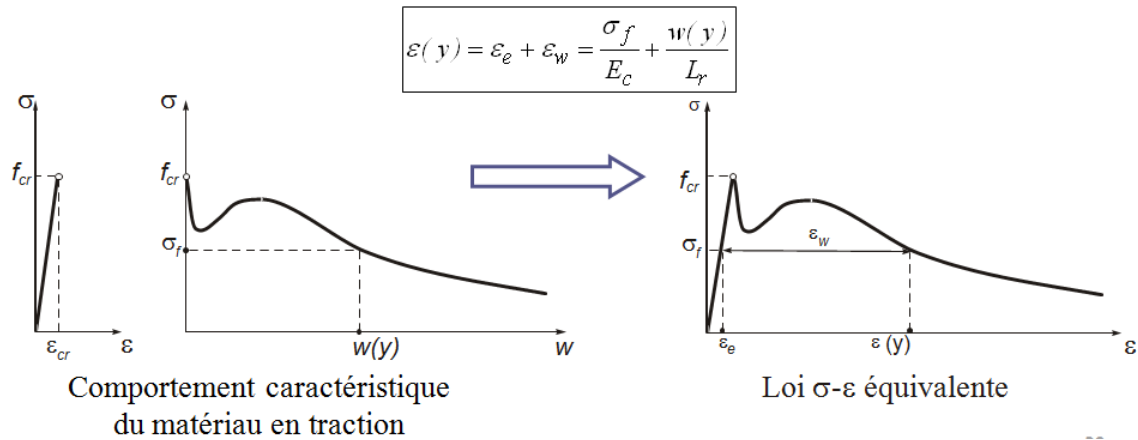 ε(y) = ε_e + ε_w = σ_f / E_c + w(y) / L_r
σ
f_cr
ε_cr
ε
σ
f_cr
σ_f
w(y)
w
σ
f_cr
σ_f
ε_w
ε_e
ε (y)
ε
Comportement caractéristique
du matériau en traction
Loi σ-ε équivalente